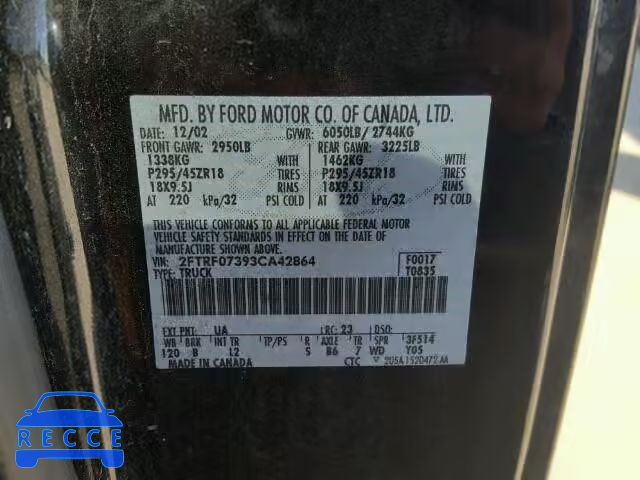 MFD. BY FORD MOTOR CO. OF CANADA, LTD.
DATE: 12/02 GVWR: 6050LB/ 2744KG
FRONT GAWR: 2950LB REAR GAWR: 3225LB
1338KG WITH 1462KG WITH
P295/45ZR18 TIRES P295/45ZR18 TIRES
18X9.5J RIMS 18X9.5J RIMS
AT 220 kPa/32 PSI COLD AT 220 kPa/32 PSI COLD
THIS VEHICLE CONFORMS TO ALL APPLICABLE FEDERAL MOTOR
VEHICLE SAFETY STANDARDS IN EFFECT ON THE DATE OF
MANUFACTURE SHOWN ABOVE.
VIN: 2FTRF07393CA42864 F0017
TYPE: TRUCK T0835
EXT PNT: UA RC: 23 DSO:
WB BRK INT TR TP/PS R AXLE TR SPR 3F514
120 B L2 S B6 7 WD Y05
MADE IN CANADA CTC 2U5A1520472AA
RECORD
RECORD